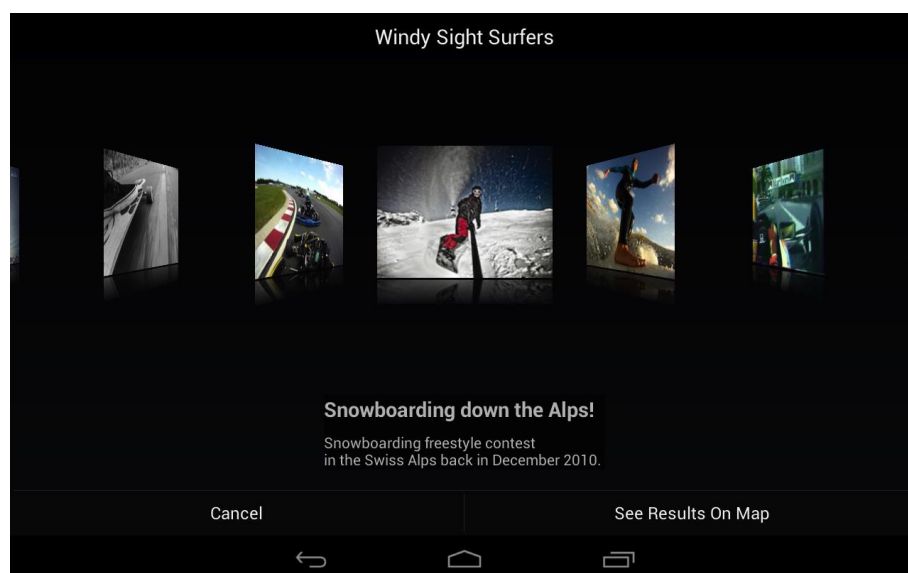 Windy Sight Surfers
Snowboarding down the Alps!
Snowboarding freestyle contest
in the Swiss Alps back in December 2010.
Cancel
See Results On Map